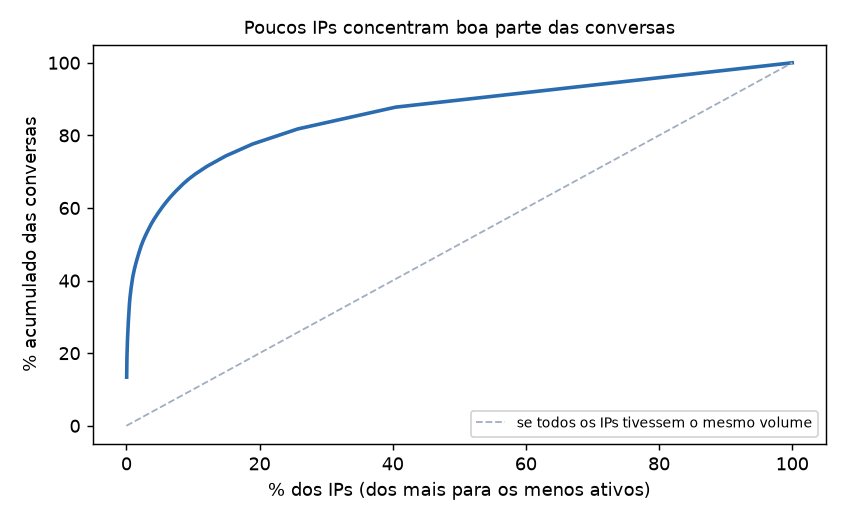 Poucos IPs concentram boa parte das conversas
% acumulado das conversas
100
80
60
40
20
0
se todos os IPs tivessem o mesmo volume
0 20 40 60 80 100
% dos IPs (dos mais para os menos ativos)